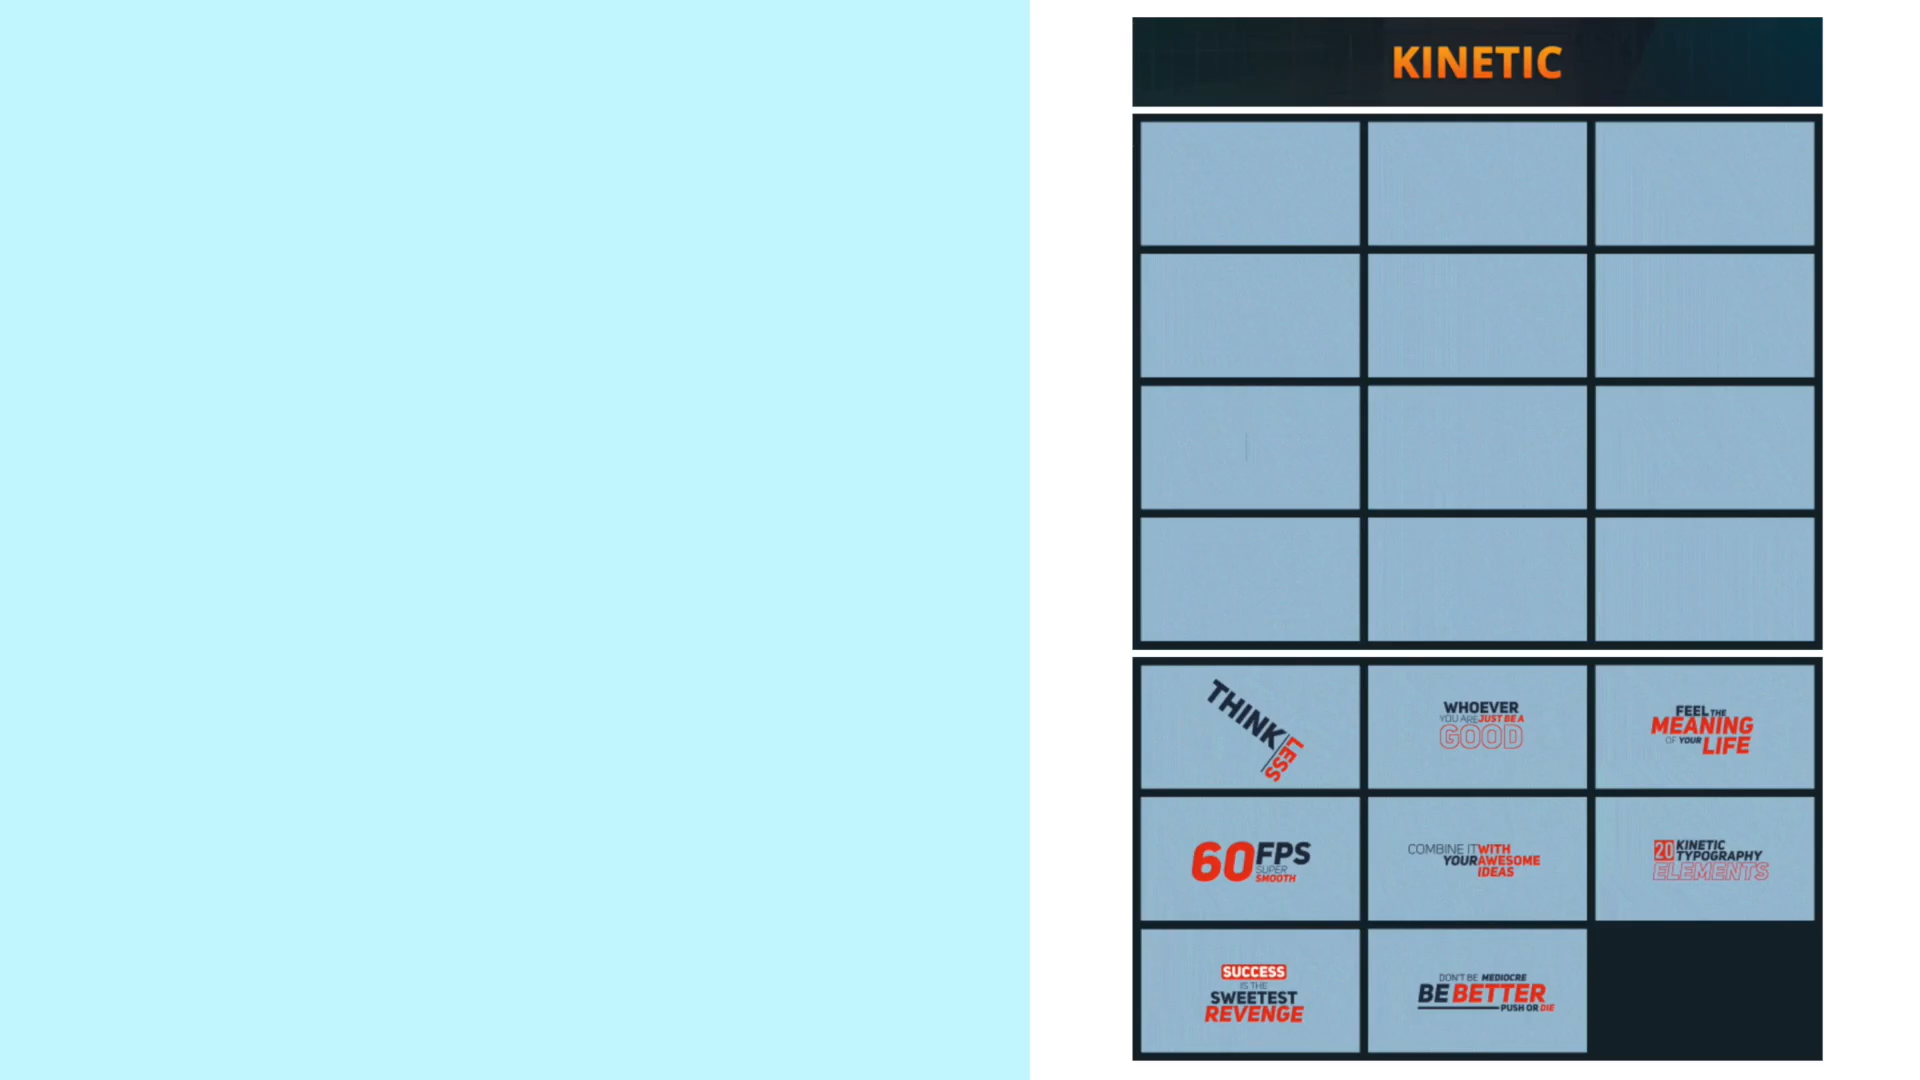 KINETIC
THINK
LESS
WHOEVER
YOU ARE JUST BE A
GOOD
FEEL THE
MEANING
OF YOUR LIFE
60 FPS
SUPER
SMOOTH
COMBINE IT WITH
YOUR AWESOME
IDEAS
20 KINETIC
TYPOGRAPHY
ELEMENTS
SUCCESS
IS THE
SWEETEST
REVENGE
DON'T BE MEDIOCRE
BE BETTER
PUSH OR DIE